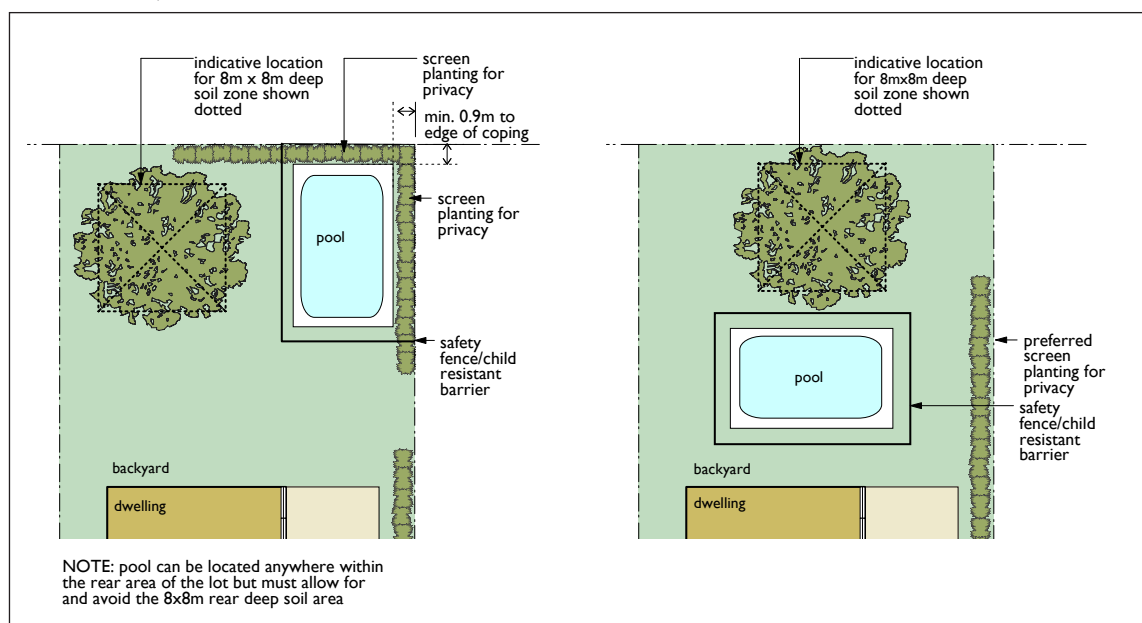 indicative location
for 8m x 8m deep
soil zone shown
dotted
screen
planting for
privacy
min. 0.9m to
edge of coping
screen
planting for
privacy
pool
safety
fence/child
resistant
barrier
backyard
dwelling
NOTE: pool can be located anywhere within
the rear area of the lot but must allow for
and avoid the 8x8m rear deep soil area
indicative location
for 8mx8m deep
soil zone shown
dotted
preferred
screen
planting for
privacy
pool
safety
fence/child
resistant
barrier
backyard
dwelling